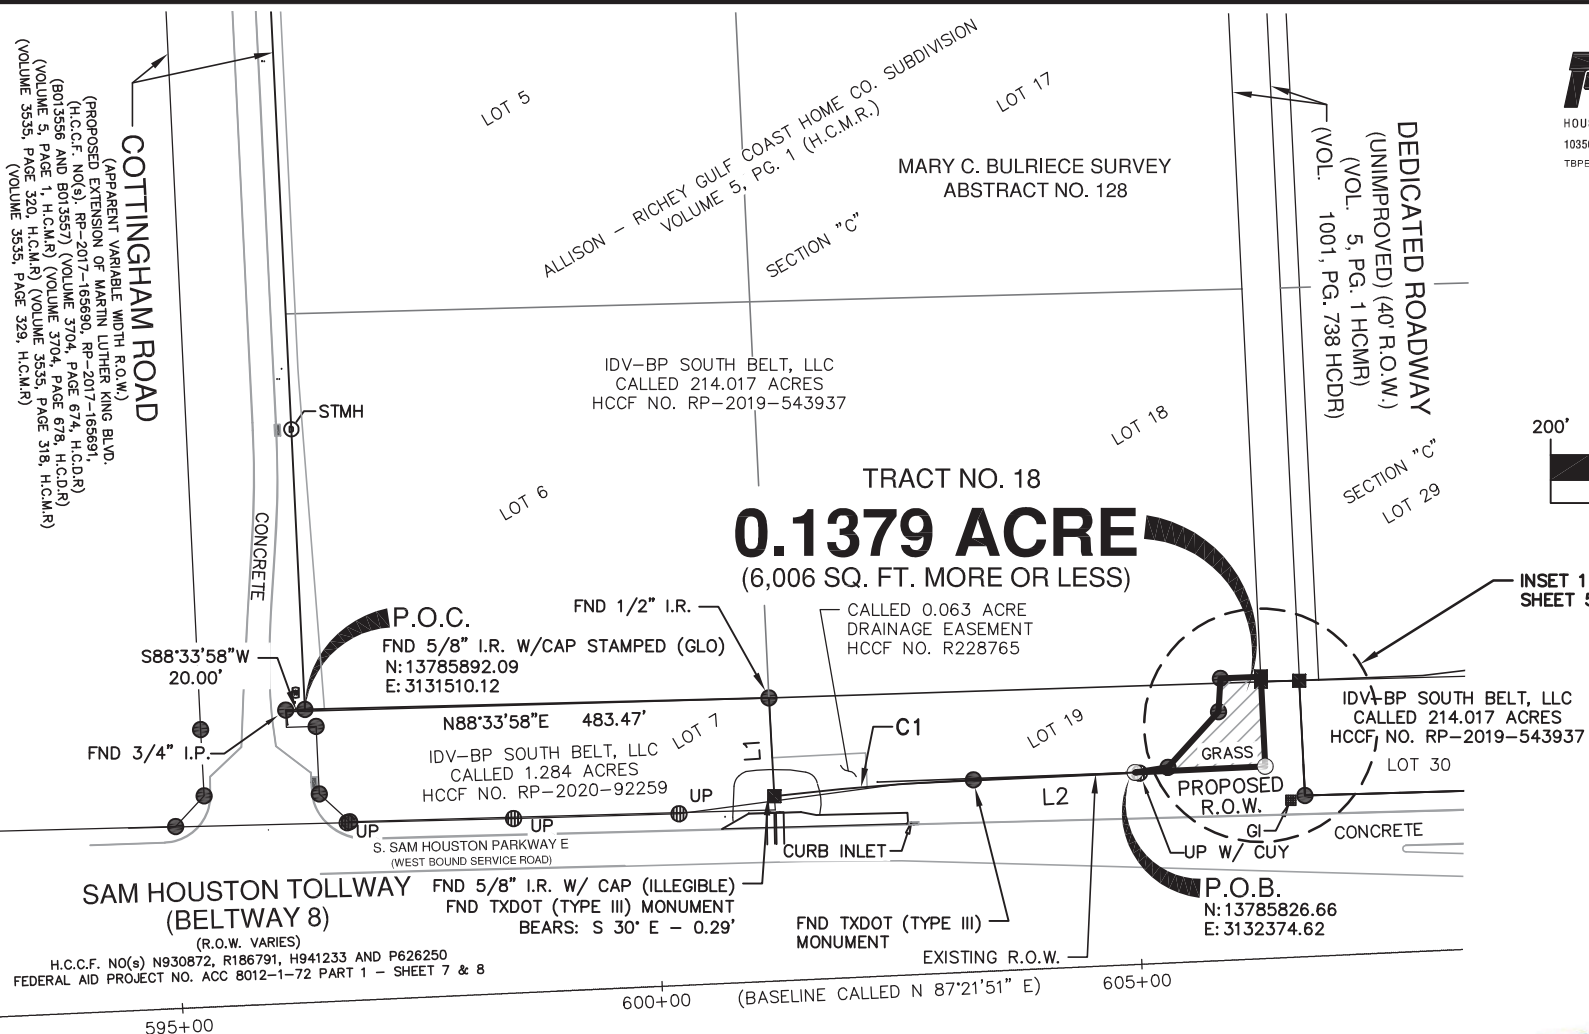 COTTINGHAM ROAD
(APPARENT VARIABLE WIDTH R.O.W.)
(PROPOSED EXTENSION OF MARTIN LUTHER KING BLVD.
(H.C.C.F. NO(s). RP-2017-165690, RP-2017-165691,
(B013556 AND B013557) (VOLUME 3704, PAGE 674, H.C.D.R)
(VOLUME 5, PAGE 1, H.C.M.R) (VOLUME 3704, PAGE 678, H.C.D.R)
(VOLUME 3535, PAGE 320, H.C.M.R) (VOLUME 3535, PAGE 318, H.C.M.R)
(VOLUME 3535, PAGE 329, H.C.M.R)
LOT 5
ALLISON - RICHEY GULF COAST HOME CO. SUBDIVISION
VOLUME 5, PG. 1 (H.C.M.R.)
SECTION "C"
LOT 17
MARY C. BULRIECE SURVEY
ABSTRACT NO. 128
DEDICATED ROADWAY
(UNIMPROVED) (40' R.O.W.)
(VOL. 5, PG. 1 HCMR)
(VOL. 1001, PG. 738 HCDR)
HOUS
1035
TBPE
200'
IDV-BP SOUTH BELT, LLC
CALLED 214.017 ACRES
HCCF NO. RP-2019-543937
STMH
LOT 18
SECTION "C"
LOT 29
LOT 6
TRACT NO. 18
0.1379 ACRE
(6,006 SQ. FT. MORE OR LESS)
CONCRETE
INSET 1
SHEET 5
P.O.C.
FND 5/8" I.R. W/CAP STAMPED (GLO)
N:13785892.09
E:3131510.12
FND 1/2" I.R.
CALLED 0.063 ACRE
DRAINAGE EASEMENT
HCCF NO. R228765
S88°33'58"W
20.00'
FND 3/4" I.P.
N88°33'58"E 483.47'
LOT 7
L1
C1
LOT 19
IDV-BP SOUTH BELT, LLC
CALLED 1.284 ACRES
HCCF NO. RP-2020-92259
IDV-BP SOUTH BELT, LLC
CALLED 214.017 ACRES
HCCF NO. RP-2019-543937
LOT 30
GRASS
PROPOSED
R.O.W.
L2
UP
UP
UP
GI
CONCRETE
UP W/ CUY
CURB INLET
S. SAM HOUSTON PARKWAY E
(WEST BOUND SERVICE ROAD)
SAM HOUSTON TOLLWAY
(BELTWAY 8)
(R.O.W. VARIES)
H.C.C.F. NO(s) N930872, R186791, H941233 AND P626250
FEDERAL AID PROJECT NO. ACC 8012-1-72 PART 1 - SHEET 7 & 8
FND 5/8" I.R. W/ CAP (ILLEGIBLE)
FND TXDOT (TYPE III) MONUMENT
BEARS: S 30° E - 0.29'
FND TXDOT (TYPE III)
MONUMENT
EXISTING R.O.W.
P.O.B.
N:13785826.66
E:3132374.62
595+00
600+00
(BASELINE CALLED N 87°21'51" E)
605+00